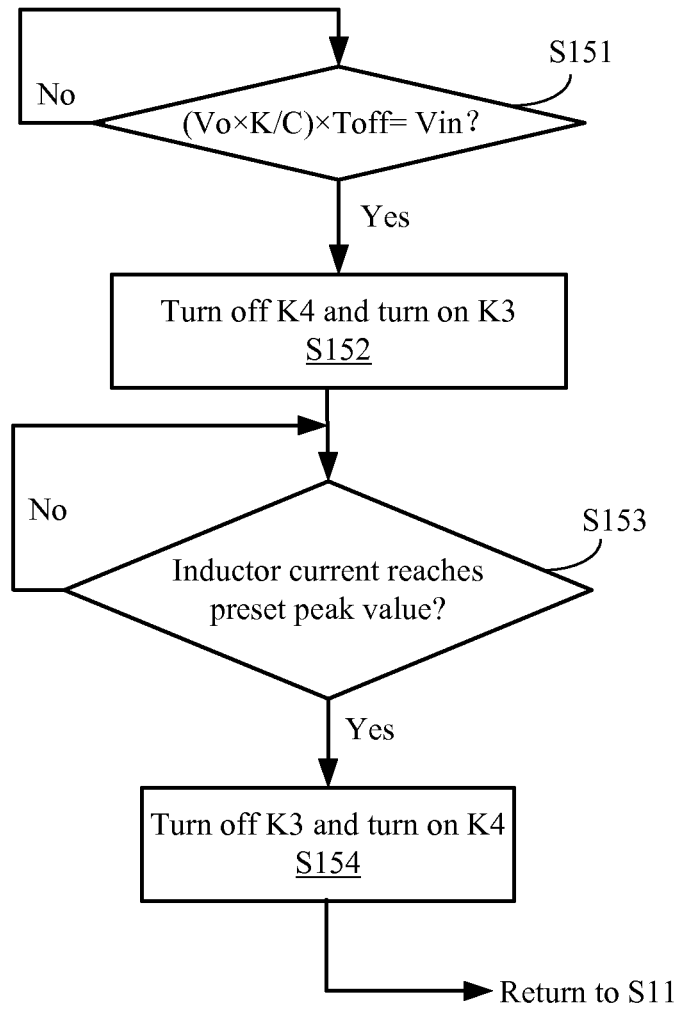 S151
No
(Vo×K/C)×Toff= Vin?
Yes
Turn off K4 and turn on K3
S152
No
S153
Inductor current reaches
preset peak value?
Yes
Turn off K3 and turn on K4
S154
Return to S11